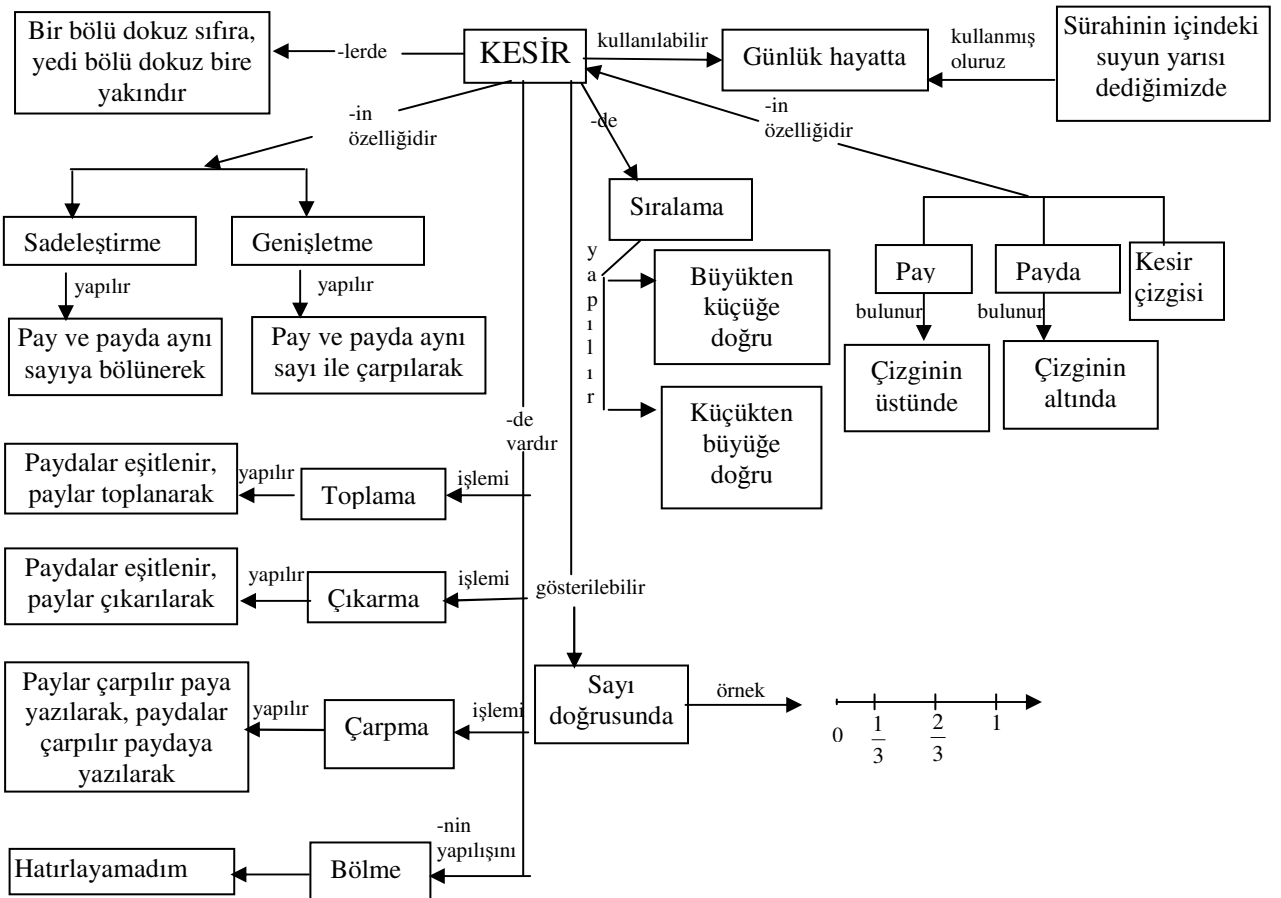 Bir bölü dokuz sıfıra,
yedi bölü dokuz bire
yakındır
-lerde
KESİR
kullanılabilir
Günlük hayatta
kullanmış
oluruz
Sürahinin içindeki
suyun yarısı
dediğimizde
-in
özelliğidir
-de
-in
özelliğidir
Sadeleştirme
Genişletme
Sıralama
Pay
Payda
Kesir
çizgisi
yapılır
yapılır
yapılır
bulunur
bulunur
Pay ve payda aynı
sayıya bölünerek
Pay ve payda aynı
sayı ile çarpılarak
Büyükten
küçüğe
doğru
Küçükten
büyüğe
doğru
Çizginin
üstünde
Çizginin
altında
-de
vardır
Paydalar eşitlenir,
paylar toplanarak
yapılır
Toplama
işlemi
Paydalar eşitlenir,
paylar çıkarılarak
yapılır
Çıkarma
işlemi
gösterilebilir
Paylar çarpılır paya
yazılarak, paydalar
çarpılır paydaya
yazılarak
yapılır
Çarpma
işlemi
Sayı
doğrusunda
örnek
0 1/3 2/3 1
Hatırlayamadım
Bölme
-nin
yapılışını